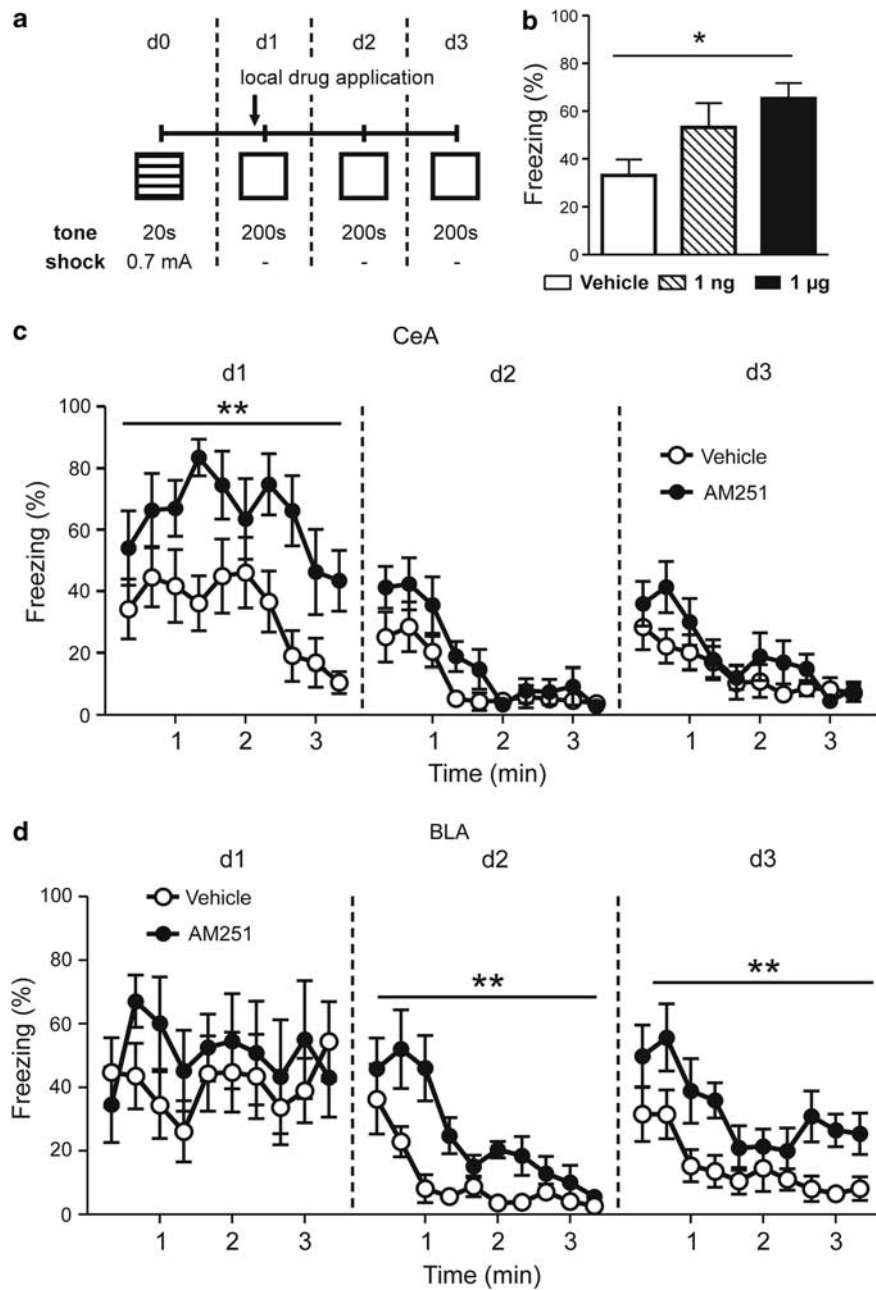 a
d0 d1 d2 d3
local drug application
tone 20s 200s 200s 200s
shock 0.7 mA - - -
b
*
Freezing (%)
100
80
60
40
20
0
Vehicle 1 ng 1 µg
c
CeA
d1 d2 d3
**
Freezing (%)
100
80
60
40
20
0
Vehicle
AM251
1 2 3 1 2 3 1 2 3
Time (min)
d
BLA
d1 d2 d3
Vehicle
AM251
** **
Freezing (%)
100
80
60
40
20
0
1 2 3 1 2 3 1 2 3
Time (min)